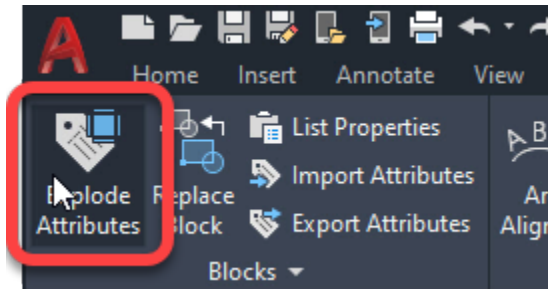 Home Insert Annotate View
Explode
Attributes
Replace
Block
List Properties
Import Attributes
Export Attributes
Blocks